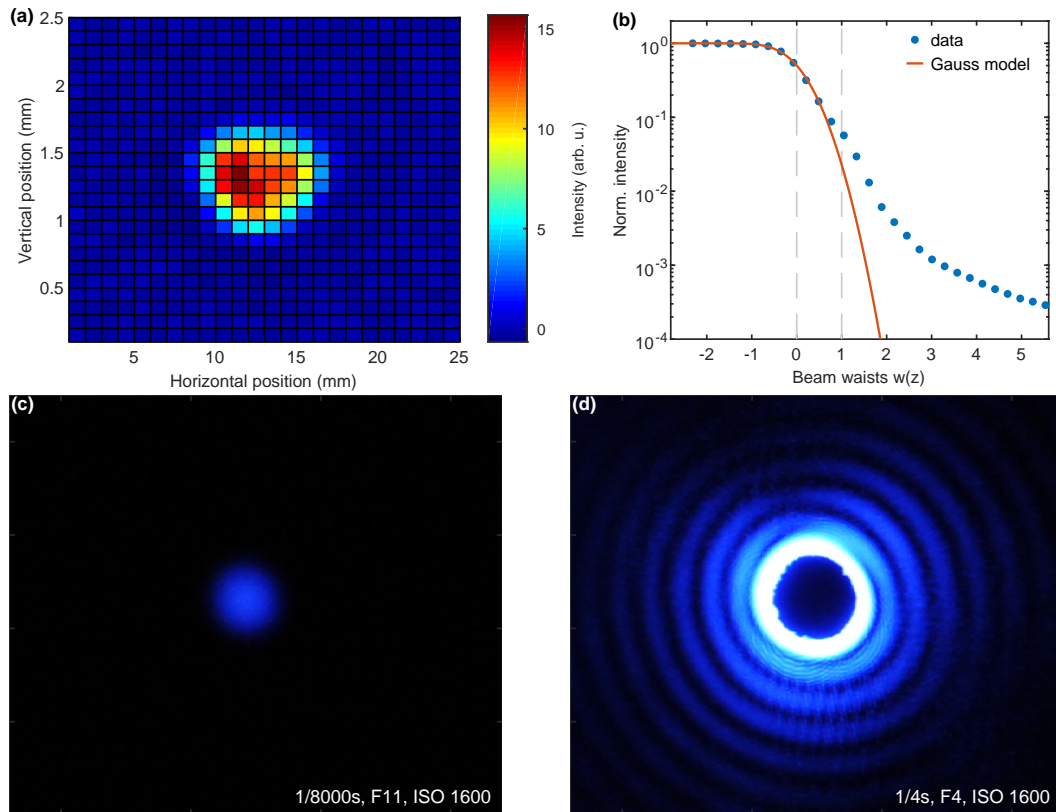 (a)
2.5
2
1.5
1
0.5
5
10
15
20
25
Vertical position (mm)
Horizontal position (mm)
15
10
5
0
Intensity (arb. u.)
(b)
10^0
10^-1
10^-2
10^-3
10^-4
-2
-1
0
1
2
3
4
5
Norm. intensity
Beam waists w(z)
data
Gauss model
(c)
1/8000s, F11, ISO 1600
(d)
1/4s, F4, ISO 1600